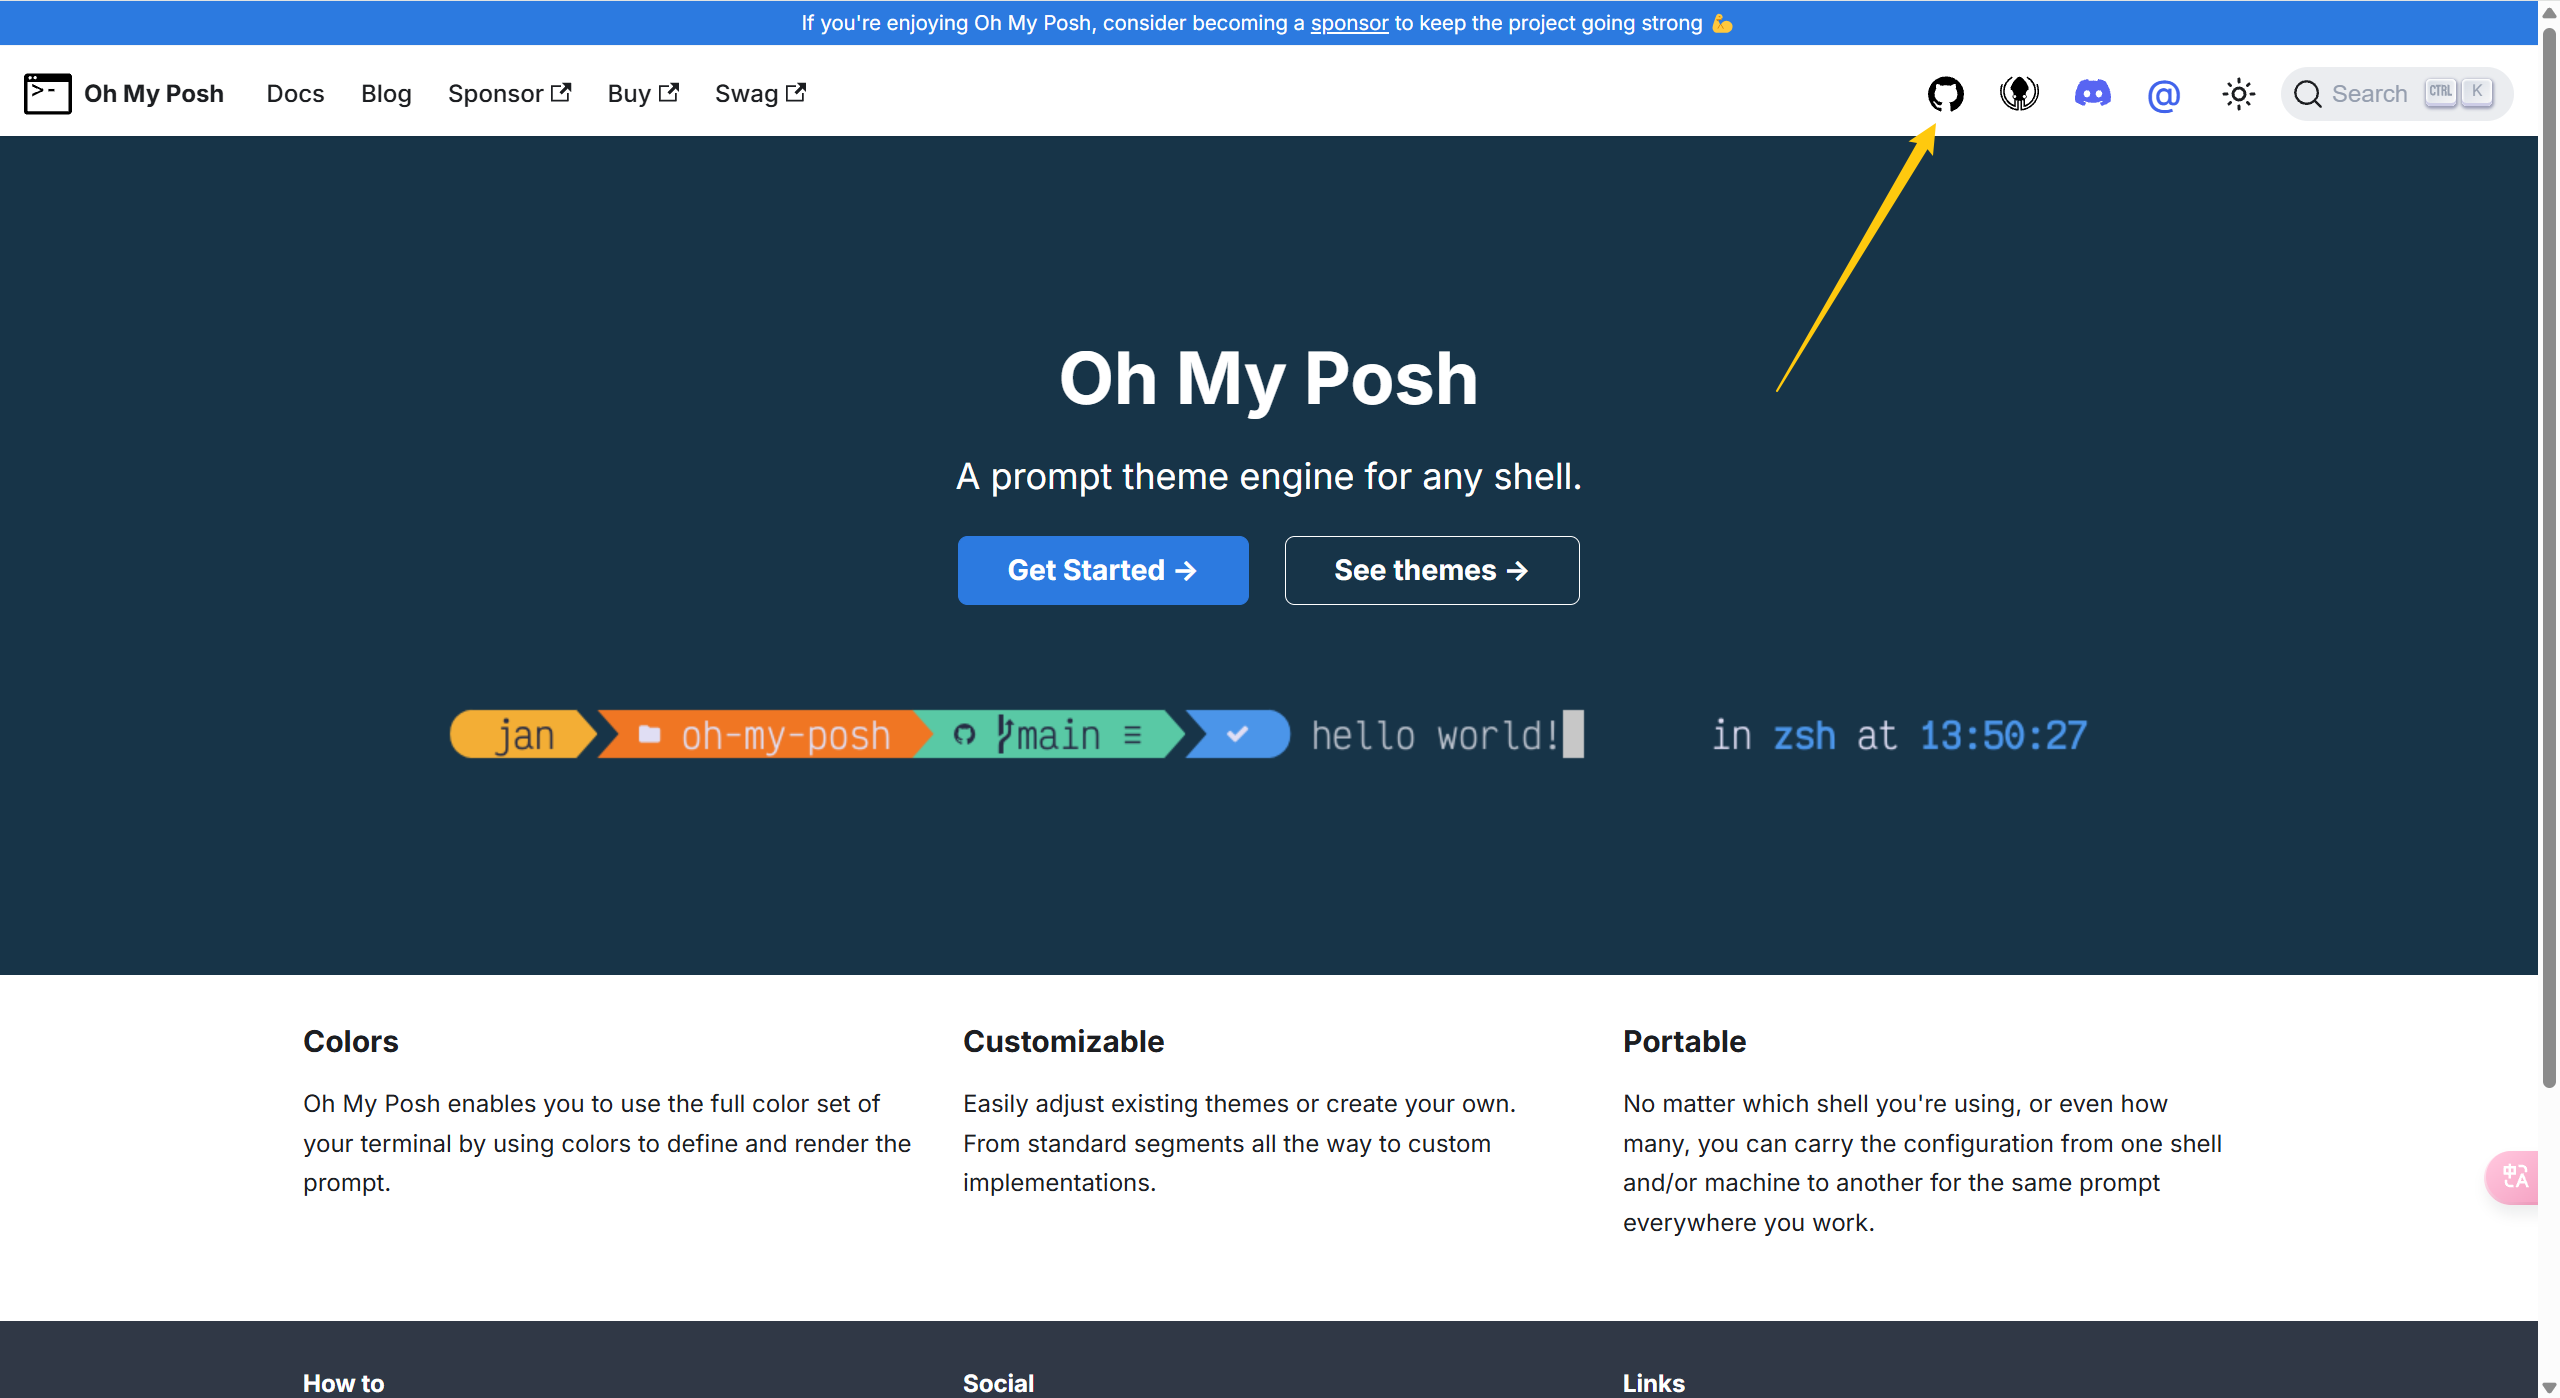 If you're enjoying Oh My Posh, consider becoming a sponsor to keep the project going strong 💪
>- Oh My Posh Docs Blog Sponsor Buy Swag @ Search CTRL K
Oh My Posh
A prompt theme engine for any shell.
Get Started → See themes →
jan oh-my-posh main ≡ ✔ hello world! in zsh at 13:50:27
Colors
Oh My Posh enables you to use the full color set of
your terminal by using colors to define and render the
prompt.
Customizable
Easily adjust existing themes or create your own.
From standard segments all the way to custom
implementations.
Portable
No matter which shell you're using, or even how
many, you can carry the configuration from one shell
and/or machine to another for the same prompt
everywhere you work.
中A
How to
Social
Links